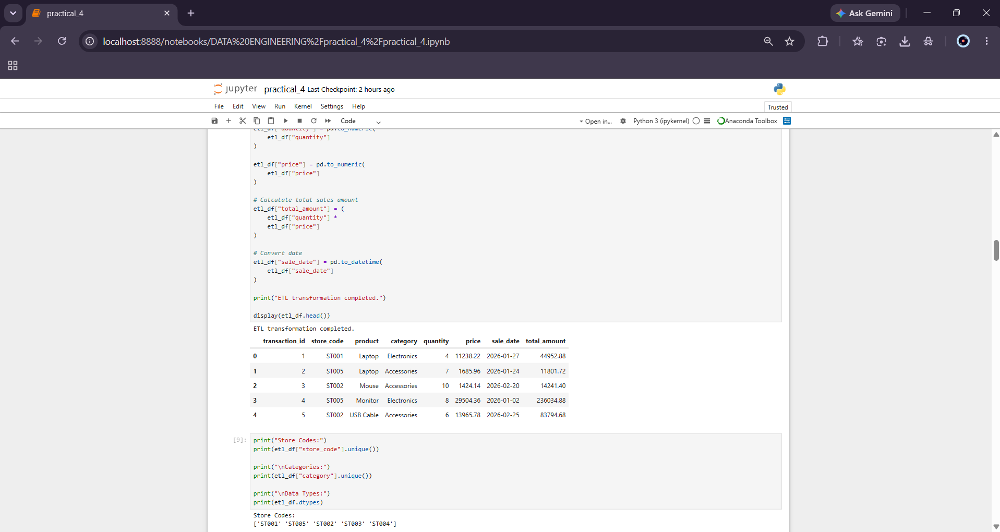 practical_4
Ask Gemini
localhost:8888/notebooks/DATA%20ENGINEERING%2Fpractical_4%2Fpractical_4.ipynb
jupyter practical_4 Last Checkpoint: 2 hours ago
File Edit View Run Kernel Settings Help
Trusted
Code
Open in...
Python 3 (ipykernel)
Anaconda Toolbox
etl_df["quantity"] = pd.to_numeric(
    etl_df["quantity"]
)
etl_df["price"] = pd.to_numeric(
    etl_df["price"]
)
# Calculate total sales amount
etl_df["total_amount"] = (
    etl_df["quantity"] *
    etl_df["price"]
)
# Convert date
etl_df["sale_date"] = pd.to_datetime(
    etl_df["sale_date"]
)
print("ETL transformation completed.")
display(etl_df.head())
ETL transformation completed.
transaction_id store_code product category quantity price sale_date total_amount
0 1 ST001 Laptop Electronics 4 11238.22 2026-01-27 44952.88
1 2 ST005 Laptop Accessories 7 1685.96 2026-01-24 11801.72
2 3 ST002 Mouse Accessories 10 1424.14 2026-02-20 14241.40
3 4 ST005 Monitor Electronics 8 29504.36 2026-01-02 236034.88
4 5 ST002 USB Cable Accessories 6 13965.78 2026-02-25 83794.68
[9]:
print("Store Codes:")
print(etl_df["store_code"].unique())
print("\nCategories:")
print(etl_df["category"].unique())
print("\nData Types:")
print(etl_df.dtypes)
Store Codes:
['ST001' 'ST005' 'ST002' 'ST003' 'ST004']